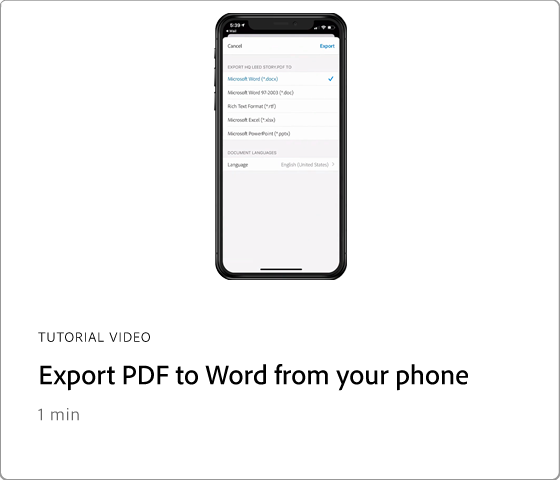 5:39
Mail
Cancel Export
EXPORT HQ LEED STORY.PDF TO
Microsoft Word (*.docx)
Microsoft Word 97-2003 (*.doc)
Rich Text Format (*.rtf)
Microsoft Excel (*.xlsx)
Microsoft PowerPoint (*.pptx)
DOCUMENT LANGUAGES
Language English (United States)
TUTORIAL VIDEO
Export PDF to Word from your phone
1 min